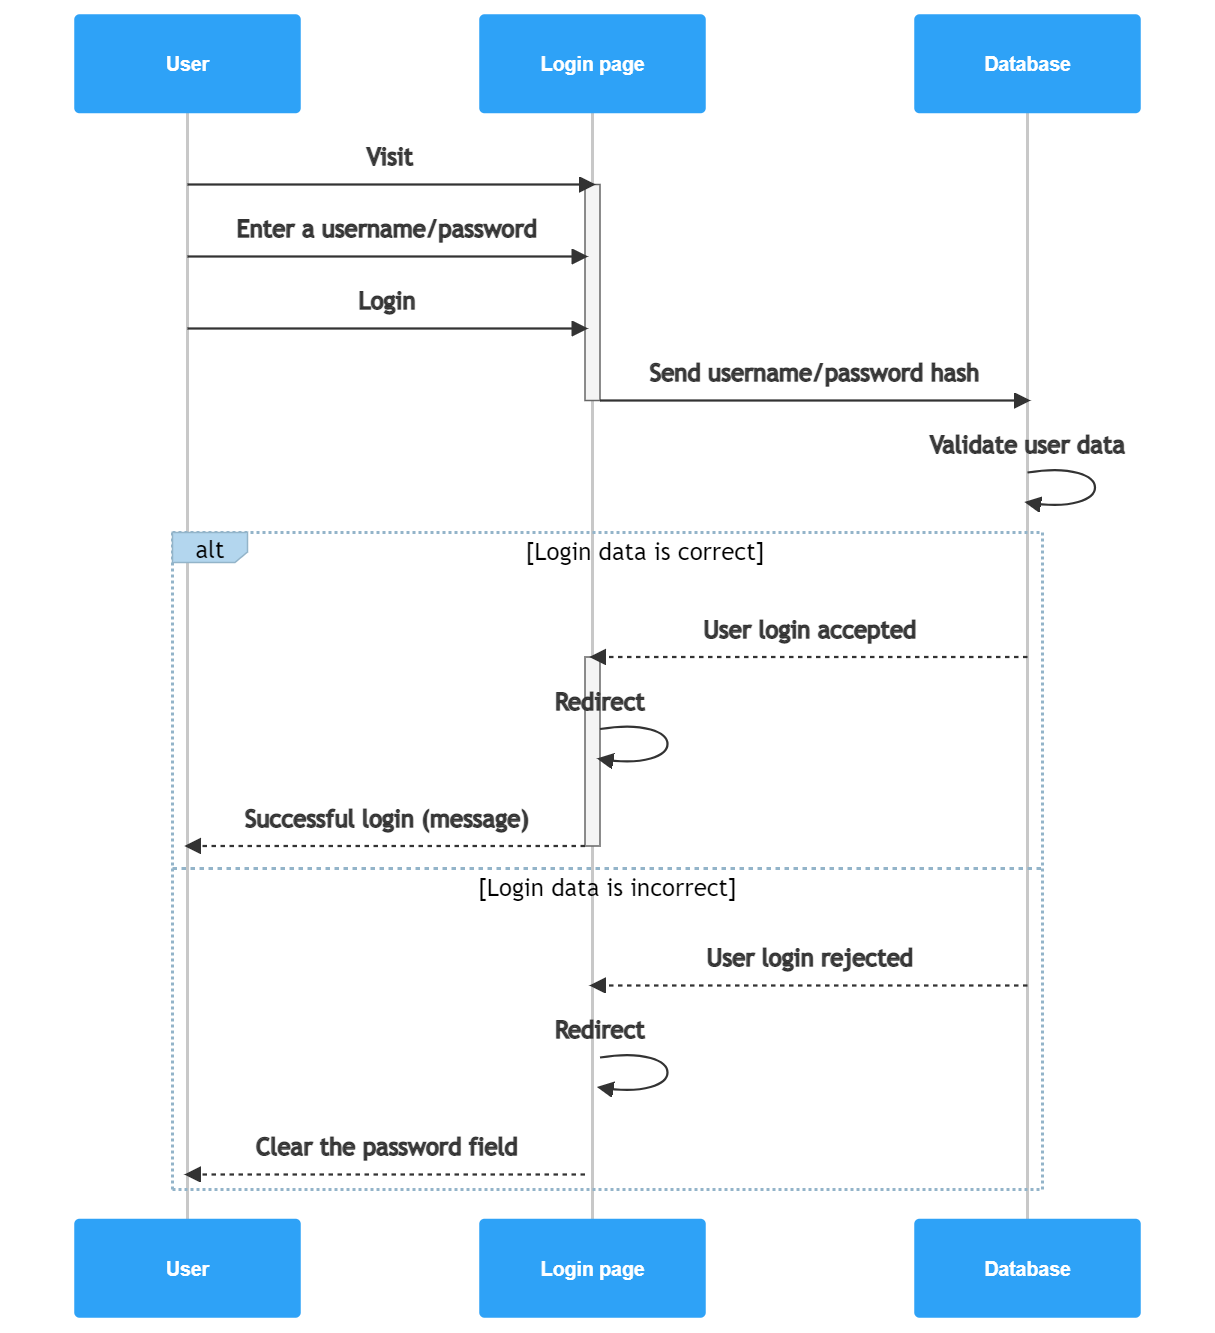 User
Login page
Database
Visit
Enter a username/password
Login
Send username/password hash
Validate user data
alt
[Login data is correct]
User login accepted
Redirect
Successful login (message)
[Login data is incorrect]
User login rejected
Redirect
Clear the password field
User
Login page
Database